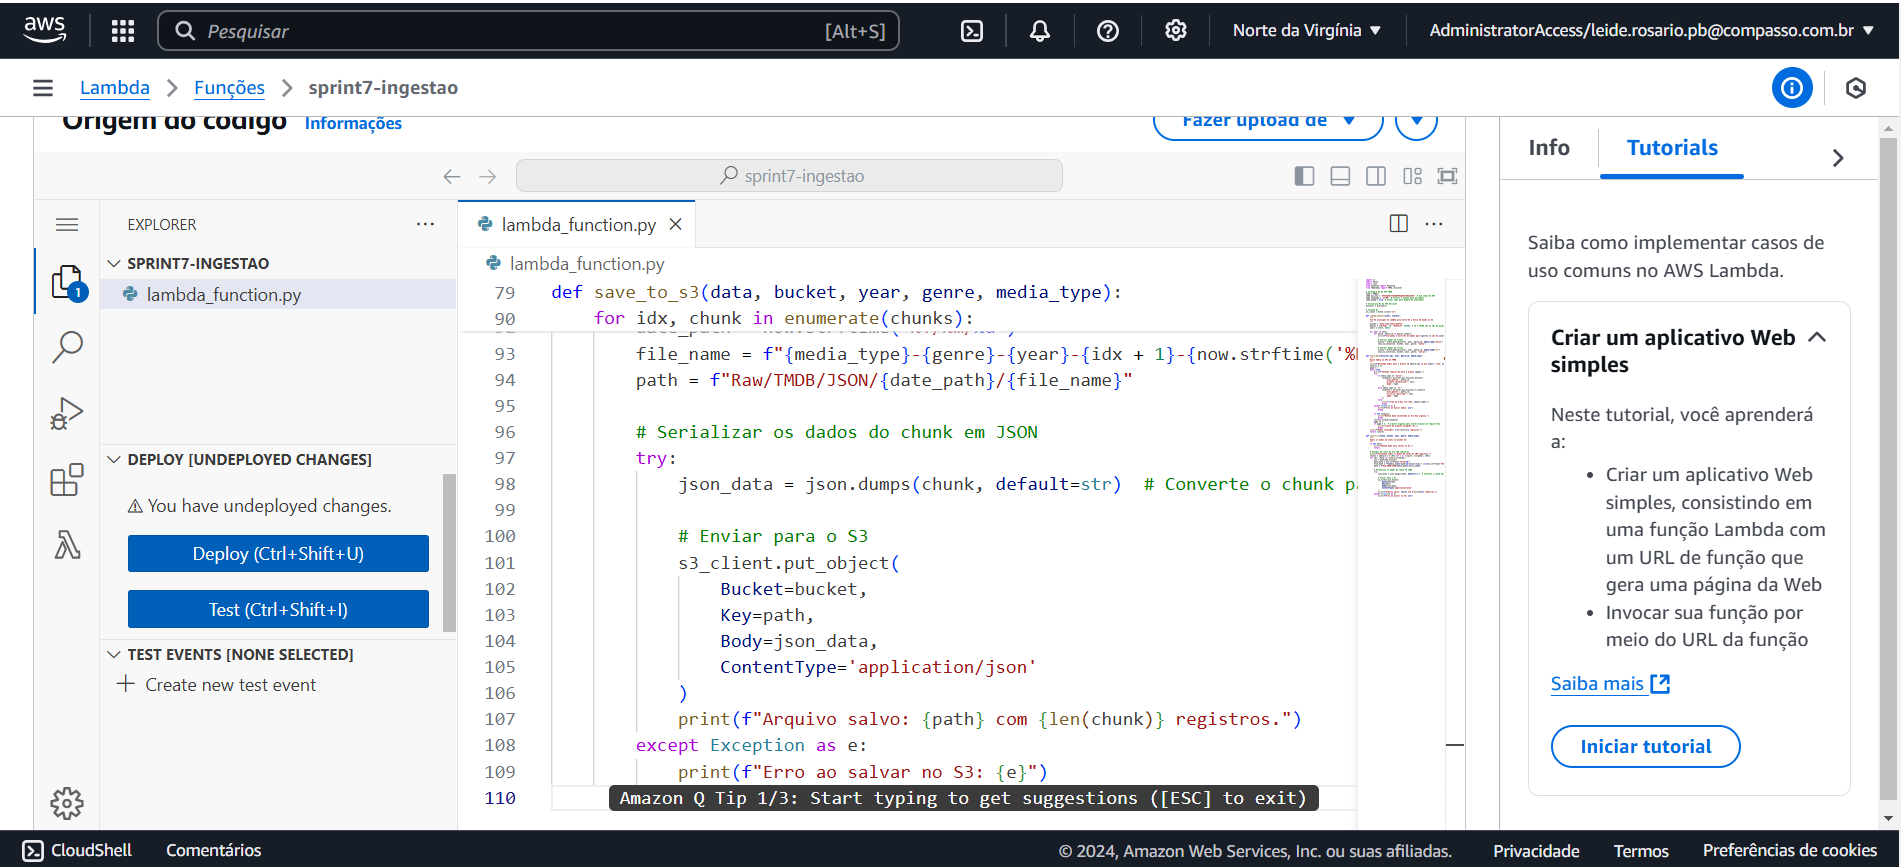 aws
Pesquisar
[Alt+S]
Norte da Virgínia
AdministratorAccess/leide.rosario.pb@compasso.com.br
Lambda
Funções
sprint7-ingestao
Origem do código
Informações
Fazer upload de
Info
Tutorials
sprint7-ingestao
EXPLORER
lambda_function.py
SPRINT7-INGESTAO
lambda_function.py
1
lambda_function.py
79 def save_to_s3(data, bucket, year, genre, media_type):
90 for idx, chunk in enumerate(chunks):
93 file_name = f"{media_type}-{genre}-{year}-{idx + 1}-{now.strftime('%
94 path = f"Raw/TMDB/JSON/{date_path}/{file_name}"
95
96 # Serializar os dados do chunk em JSON
97 try:
98 json_data = json.dumps(chunk, default=str)  # Converte o chunk pa
99
100 # Enviar para o S3
101 s3_client.put_object(
102 Bucket=bucket,
103 Key=path,
104 Body=json_data,
105 ContentType='application/json'
106 )
107 print(f"Arquivo salvo: {path} com {len(chunk)} registros.")
108 except Exception as e:
109 print(f"Erro ao salvar no S3: {e}")
110
Amazon Q Tip 1/3: Start typing to get suggestions ([ESC] to exit)
DEPLOY [UNDEPLOYED CHANGES]
You have undeployed changes.
Deploy (Ctrl+Shift+U)
Test (Ctrl+Shift+I)
TEST EVENTS [NONE SELECTED]
Create new test event
Saiba como implementar casos de
uso comuns no AWS Lambda.
Criar um aplicativo Web
simples
Neste tutorial, você aprenderá
a:
• Criar um aplicativo Web
simples, consistindo em
uma função Lambda com
um URL de função que
gera uma página da Web
• Invocar sua função por
meio do URL da função
Saiba mais
Iniciar tutorial
CloudShell
Comentários
© 2024, Amazon Web Services, Inc. ou suas afiliadas.
Privacidade
Termos
Preferências de cookies